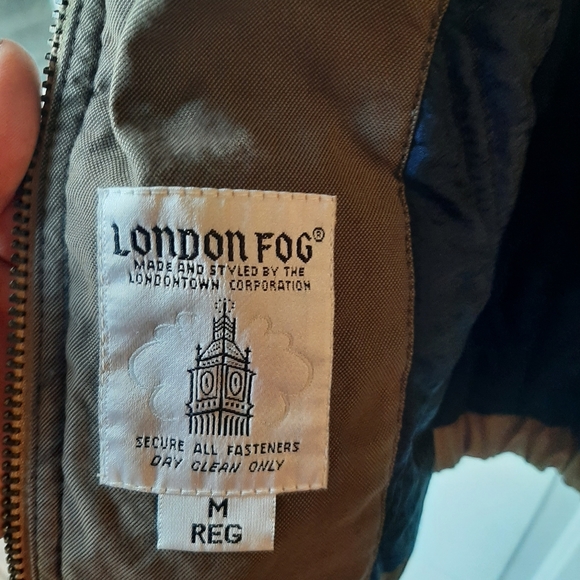 LONDON FOG®
MADE AND STYLED BY THE
LONDONTOWN CORPORATION
SECURE ALL FASTENERS
DRY CLEAN ONLY
M
REG